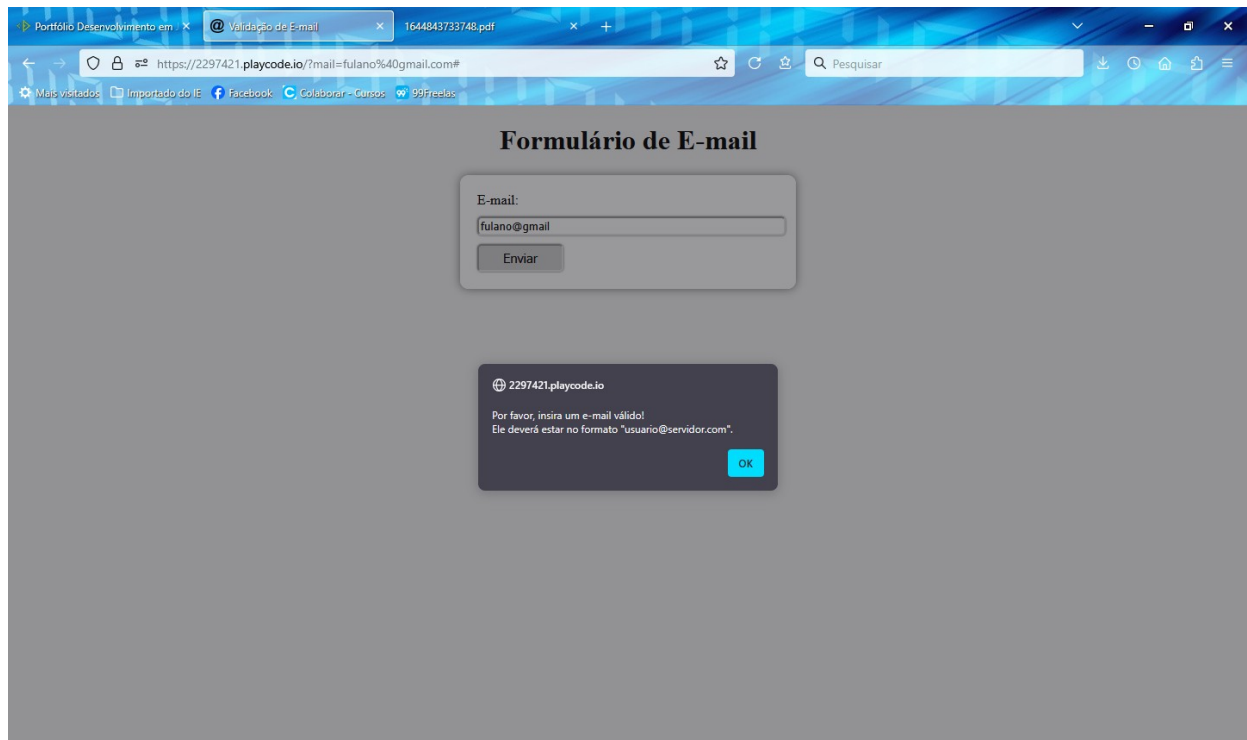 Portfólio Desenvolvimento em
Validação de E-mail
1644843733748.pdf
https://2297421.playcode.io/?mail=fulano%40gmail.com#
Pesquisar
Mais visitados
Importado do IE
Facebook
Colaborar - Cursos
99Freelas
Formulário de E-mail
E-mail:
fulano@gmail
Enviar
2297421.playcode.io
Por favor, insira um e-mail válido!
Ele deverá estar no formato "usuario@servidor.com".
OK